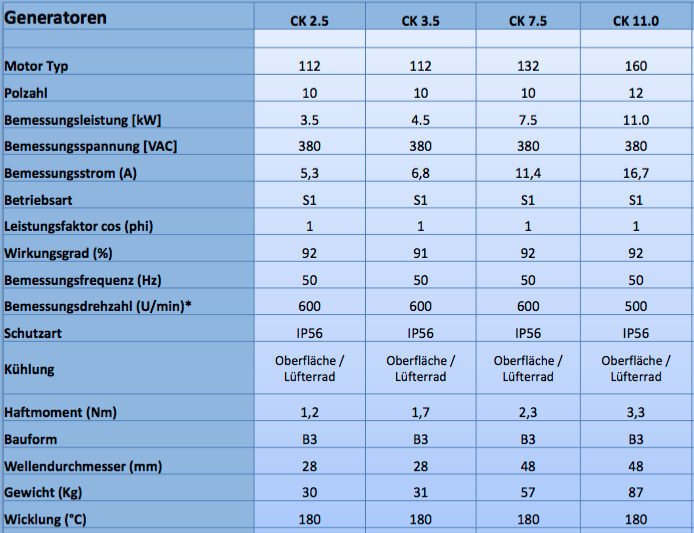 Generatoren CK 2.5 CK 3.5 CK 7.5 CK 11.0
Motor Typ 112 112 132 160
Polzahl 10 10 10 12
Bemessungsleistung [kW] 3.5 4.5 7.5 11.0
Bemessungsspannung [VAC] 380 380 380 380
Bemessungsstrom (A) 5,3 6,8 11,4 16,7
Betriebsart S1 S1 S1 S1
Leistungsfaktor cos (phi) 1 1 1 1
Wirkungsgrad (%) 92 91 92 92
Bemessungsfrequenz (Hz) 50 50 50 50
Bemessungsdrehzahl (U/min)* 600 600 600 500
Schutzart IP56 IP56 IP56 IP56
Kühlung Oberfläche / Oberfläche / Oberfläche / Oberfläche /
Lüfterrad Lüfterrad Lüfterrad Lüfterrad
Haftmoment (Nm) 1,2 1,7 2,3 3,3
Bauform B3 B3 B3 B3
Wellendurchmesser (mm) 28 28 48 48
Gewicht (Kg) 30 31 57 87
Wicklung (°C) 180 180 180 180